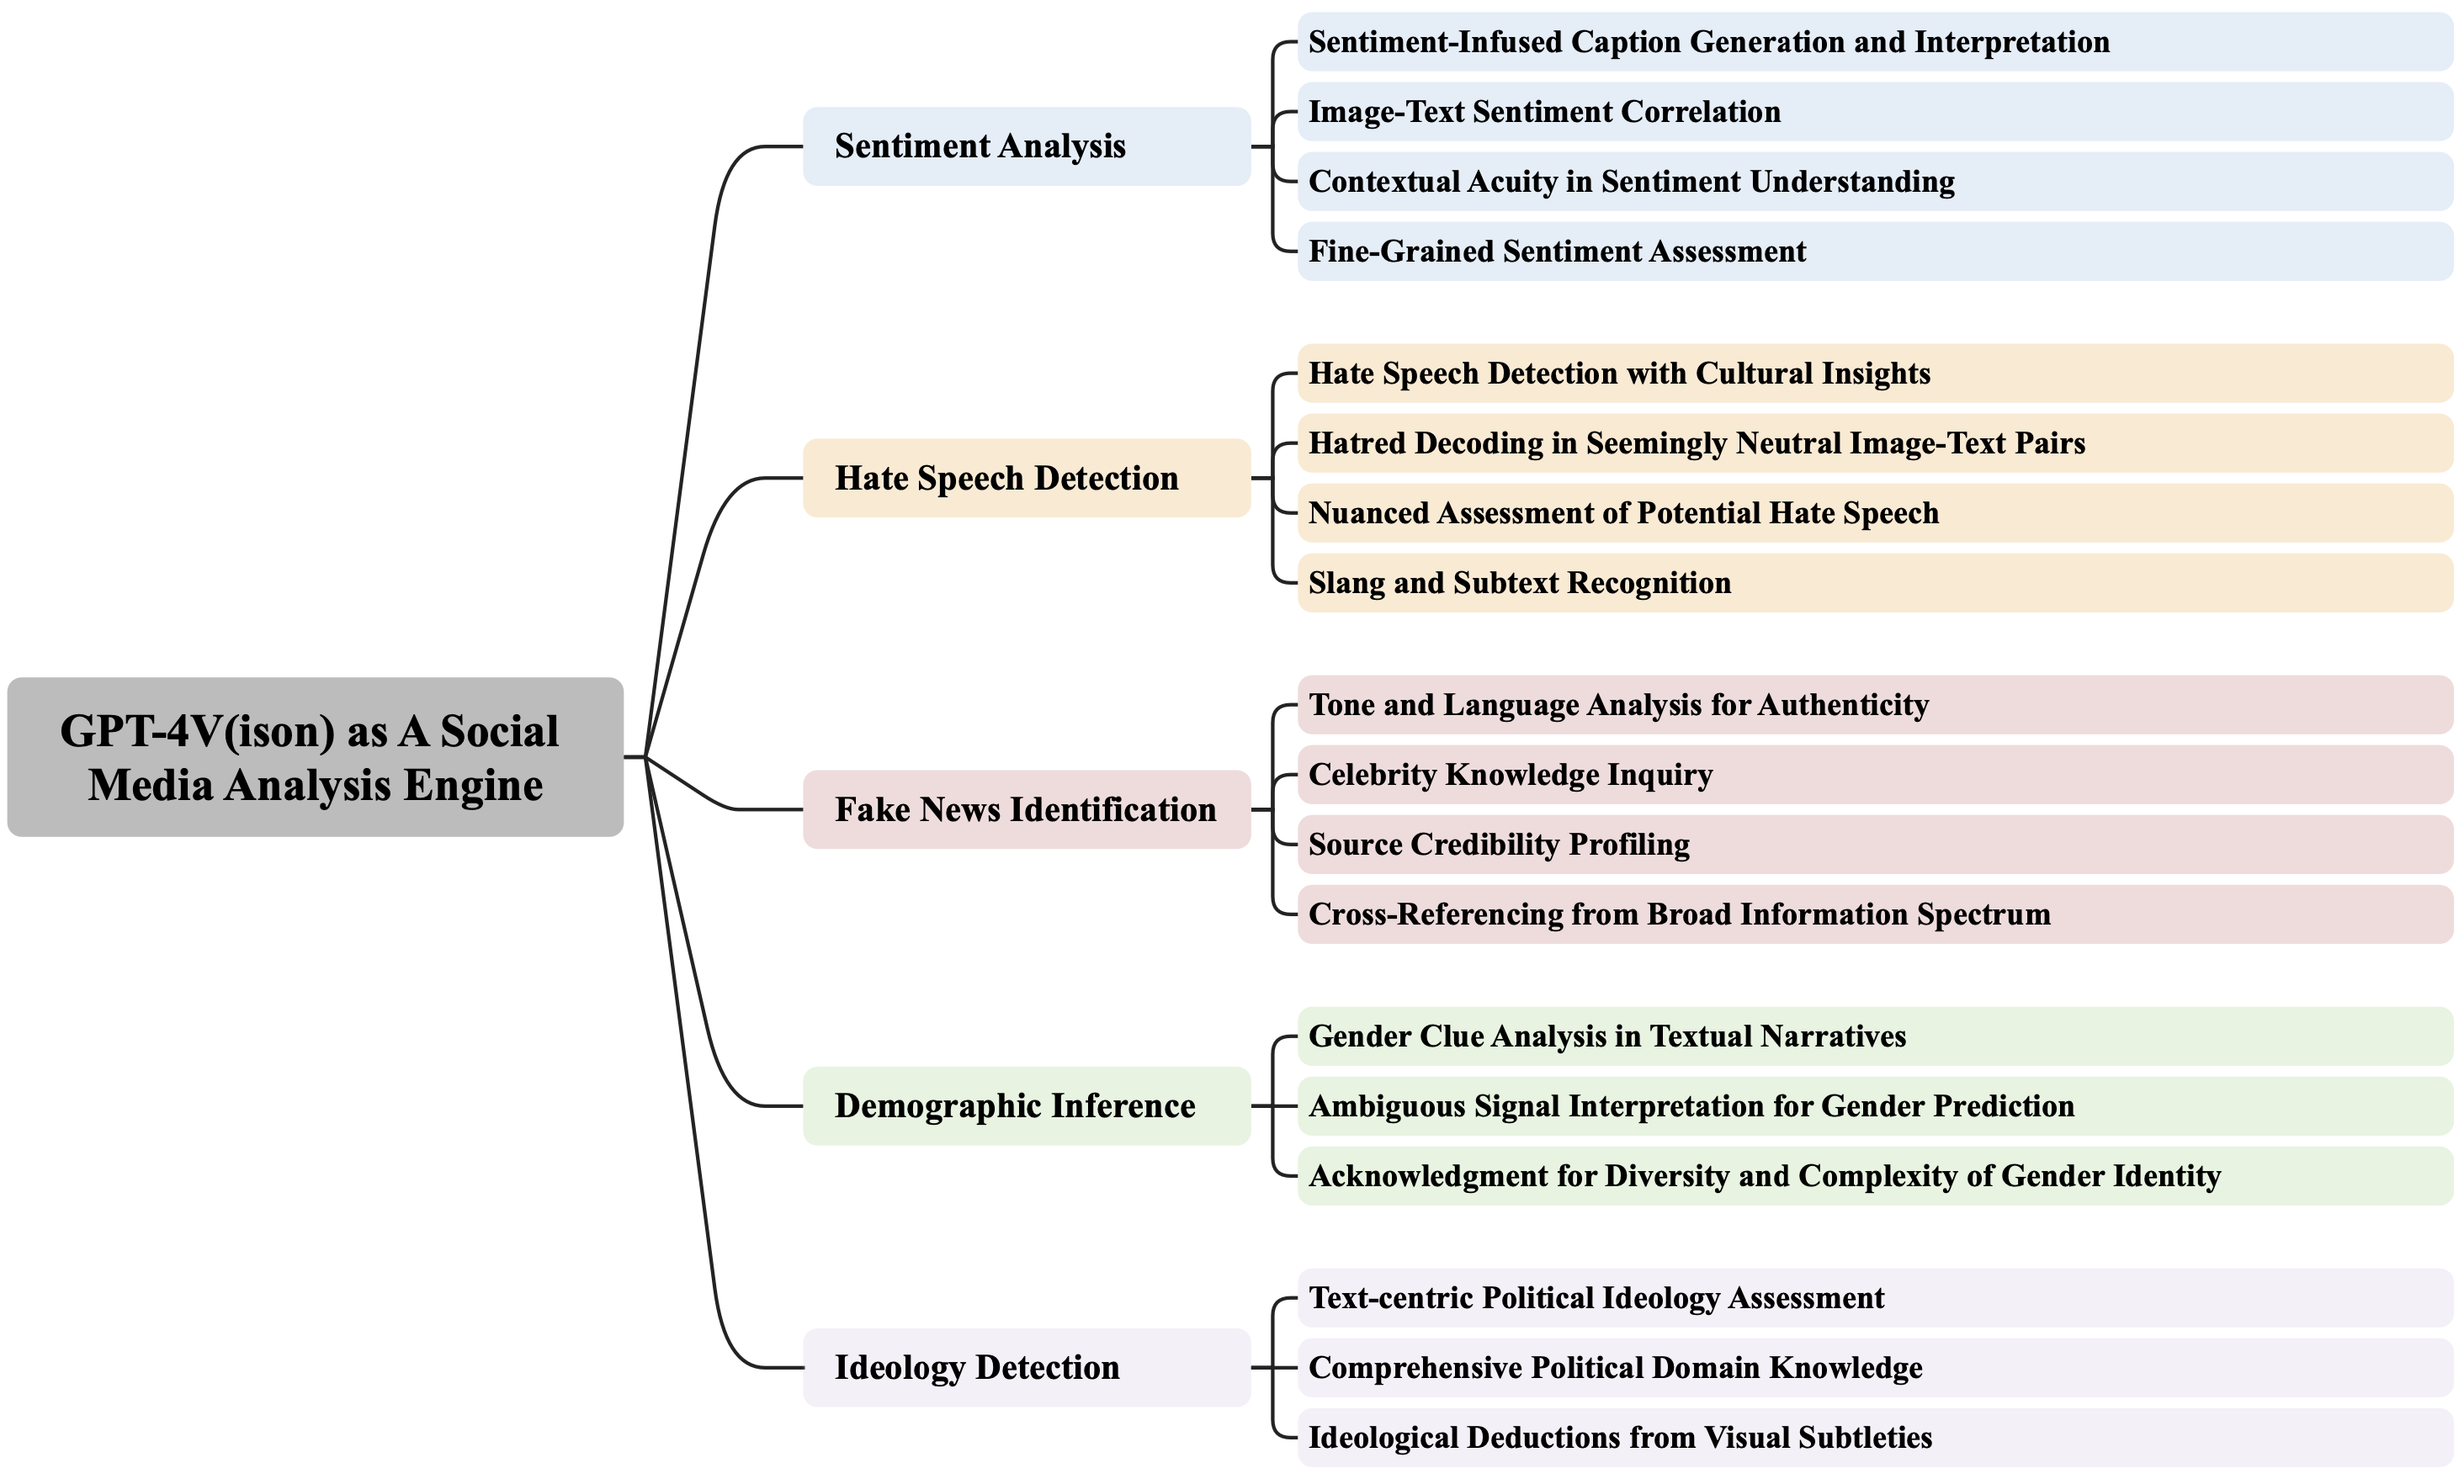 GPT-4V(ison) as A Social
Media Analysis Engine
Sentiment Analysis
Sentiment-Infused Caption Generation and Interpretation
Image-Text Sentiment Correlation
Contextual Acuity in Sentiment Understanding
Fine-Grained Sentiment Assessment
Hate Speech Detection
Hate Speech Detection with Cultural Insights
Hatred Decoding in Seemingly Neutral Image-Text Pairs
Nuanced Assessment of Potential Hate Speech
Slang and Subtext Recognition
Fake News Identification
Tone and Language Analysis for Authenticity
Celebrity Knowledge Inquiry
Source Credibility Profiling
Cross-Referencing from Broad Information Spectrum
Demographic Inference
Gender Clue Analysis in Textual Narratives
Ambiguous Signal Interpretation for Gender Prediction
Acknowledgment for Diversity and Complexity of Gender Identity
Ideology Detection
Text-centric Political Ideology Assessment
Comprehensive Political Domain Knowledge
Ideological Deductions from Visual Subtleties